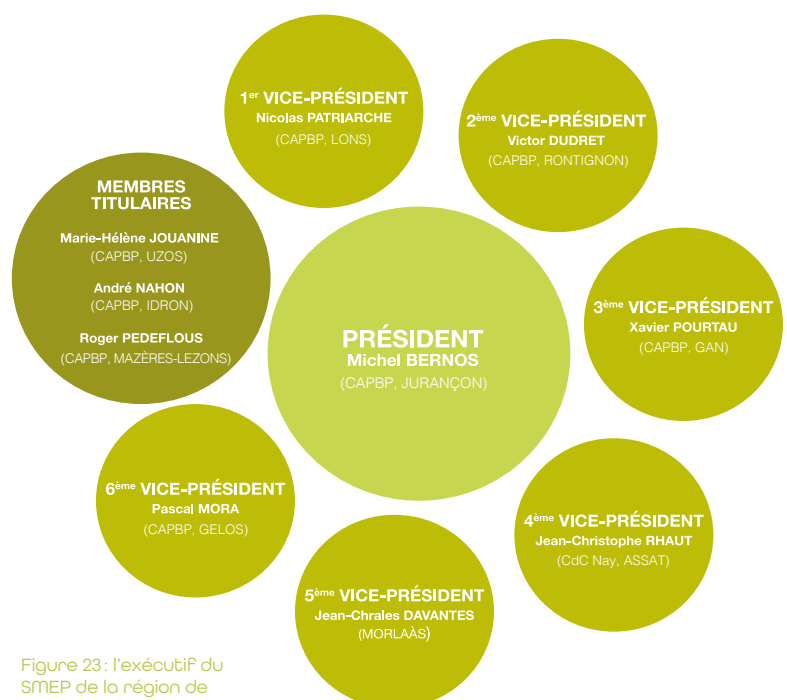 1er VICE-PRÉSIDENT
Nicolas PATRIARCHE
(CAPBP, LONS)
2ème VICE-PRÉSIDENT
Victor DUDRET
(CAPBP, RONTIGNON)
MEMBRES
TITULAIRES
Marie-Hélène JOUANINE
(CAPBP, UZOS)
André NAHON
(CAPBP, IDRON)
Roger PEDEFLOUS
(CAPBP, MAZÈRES-LEZONS)
3ème VICE-PRÉSIDENT
Xavier POURTAU
(CAPBP, GAN)
PRÉSIDENT
Michel BERNOS
(CAPBP, JURANÇON)
6ème VICE-PRÉSIDENT
Pascal MORA
(CAPBP, GELOS)
4ème VICE-PRÉSIDENT
Jean-Christophe RHAUT
(CdC Nay, ASSAT)
5ème VICE-PRÉSIDENT
Jean-Chrales DAVANTES
(MORLAÀS)
Figure 23 : l'exécutif du
SMEP de la région de